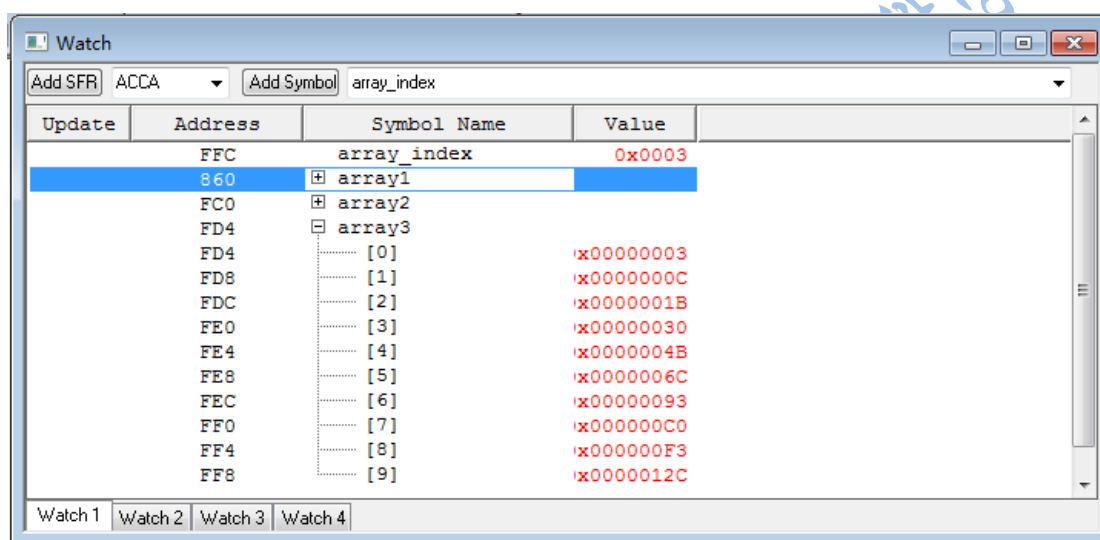 Watch
Add SFR ACCA Add Symbol array_index
Update Address Symbol Name Value
FFC array_index 0x0003
860 array1
FC0 array2
FD4 array3
FD4 [0] x00000003
FD8 [1] x0000000C
FDC [2] x0000001B
FE0 [3] x00000030
FE4 [4] x0000004B
FE8 [5] x0000006C
FEC [6] x00000093
FF0 [7] x000000C0
FF4 [8] x000000F3
FF8 [9] x0000012C
Watch 1 Watch 2 Watch 3 Watch 4